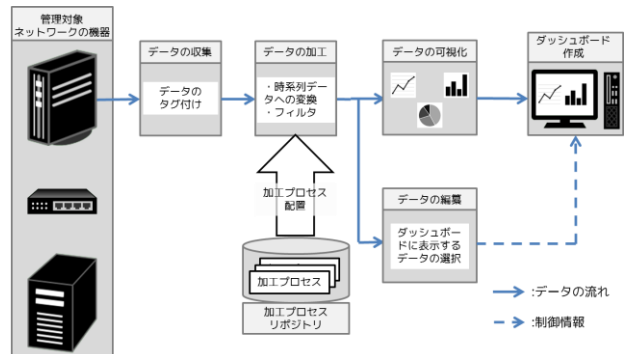 管理対象
ネットワークの機器
データの収集
データの
タグ付け
データの加工
・時系列デー
タへの変換
・フィルタ
データの可視化
ダッシュボード
作成
加工プロセス
配置
データの編纂
ダッシュボー
ドに表示する
データの選択
加工プロセス
加工プロセス
リポジトリ
:データの流れ
:制御情報